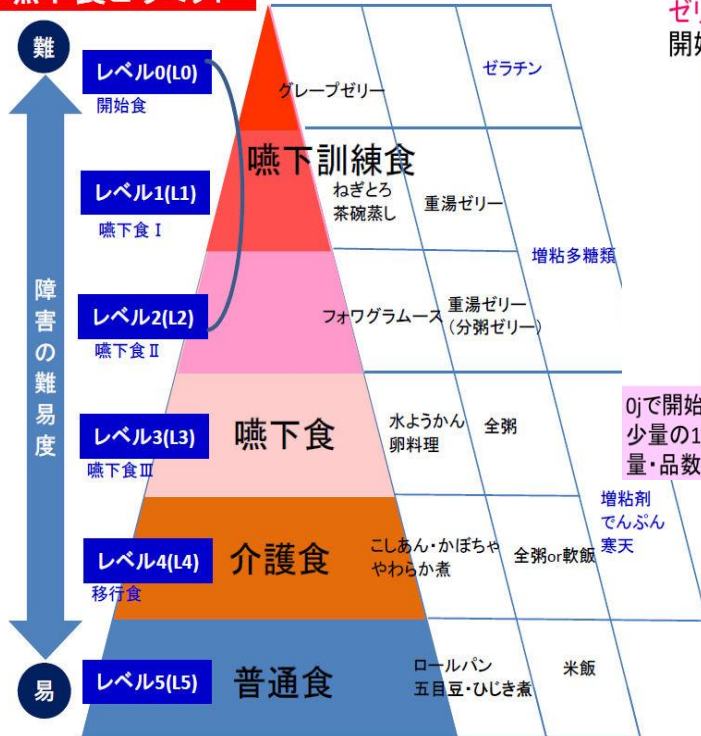 難
レベル0(L0)
開始食
グレープゼリー
ゼラチン
嚥下訓練食
レベル1(L1)
嚥下食Ⅰ
ねぎとろ
茶碗蒸し
重湯ゼリー
増粘多糖類
障害の難易度
レベル2(L2)
嚥下食Ⅱ
フォワグラムース
重湯ゼリー
(分粥ゼリー)
レベル3(L3)
嚥下食Ⅲ
嚥下食
水ようかん
卵料理
全粥
0jで開始
少量の1
量・品数
増粘剤
でんぷん
寒天
レベル4(L4)
移行食
介護食
こしあん・かぼちゃ
やわらか煮
全粥or軟飯
易
レベル5(L5)
普通食
ロールパン
五目豆・ひじき煮
米飯